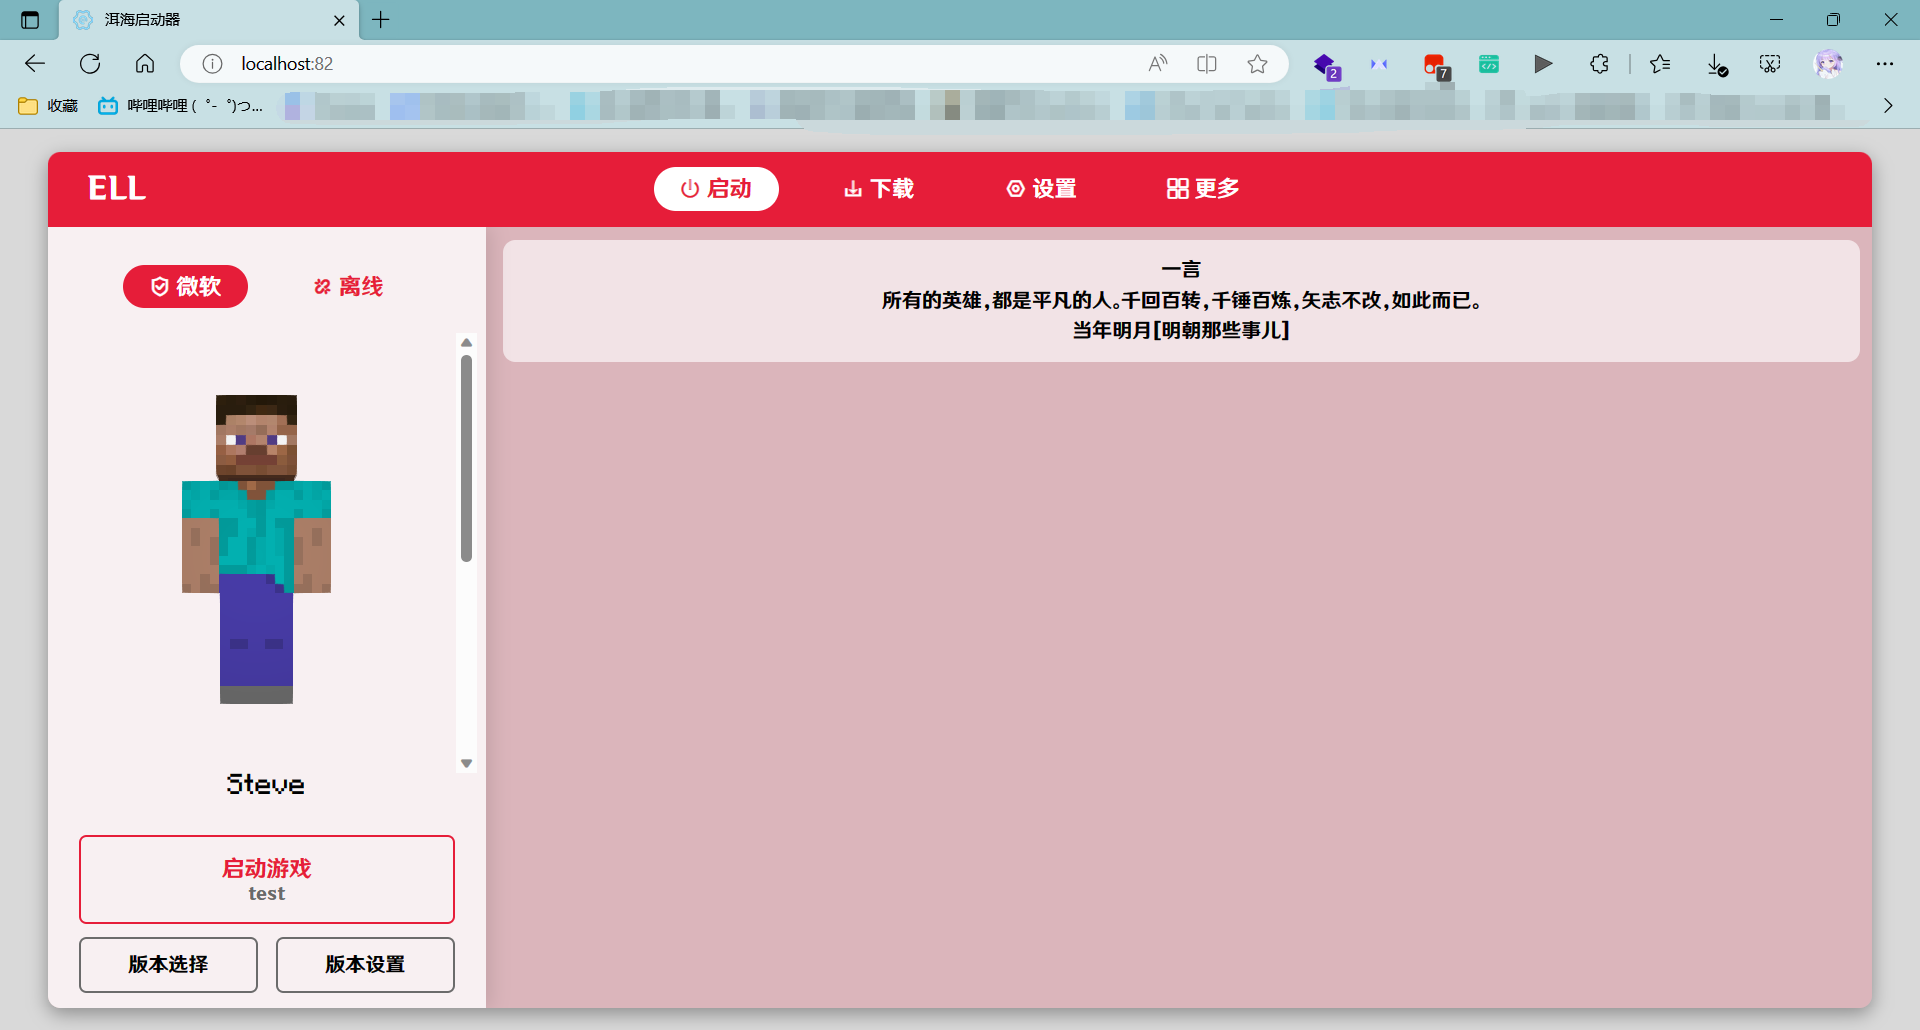 洱海启动器
localhost:82
2
7
收藏
哔哩哔哩 ( ゜- ゜)つ...
ELL
启动
下载
设置
更多
微软
离线
一言
所有的英雄,都是平凡的人。千回百转,千锤百炼,矢志不改,如此而已。
当年明月[明朝那些事儿]
Steve
启动游戏
test
版本选择
版本设置